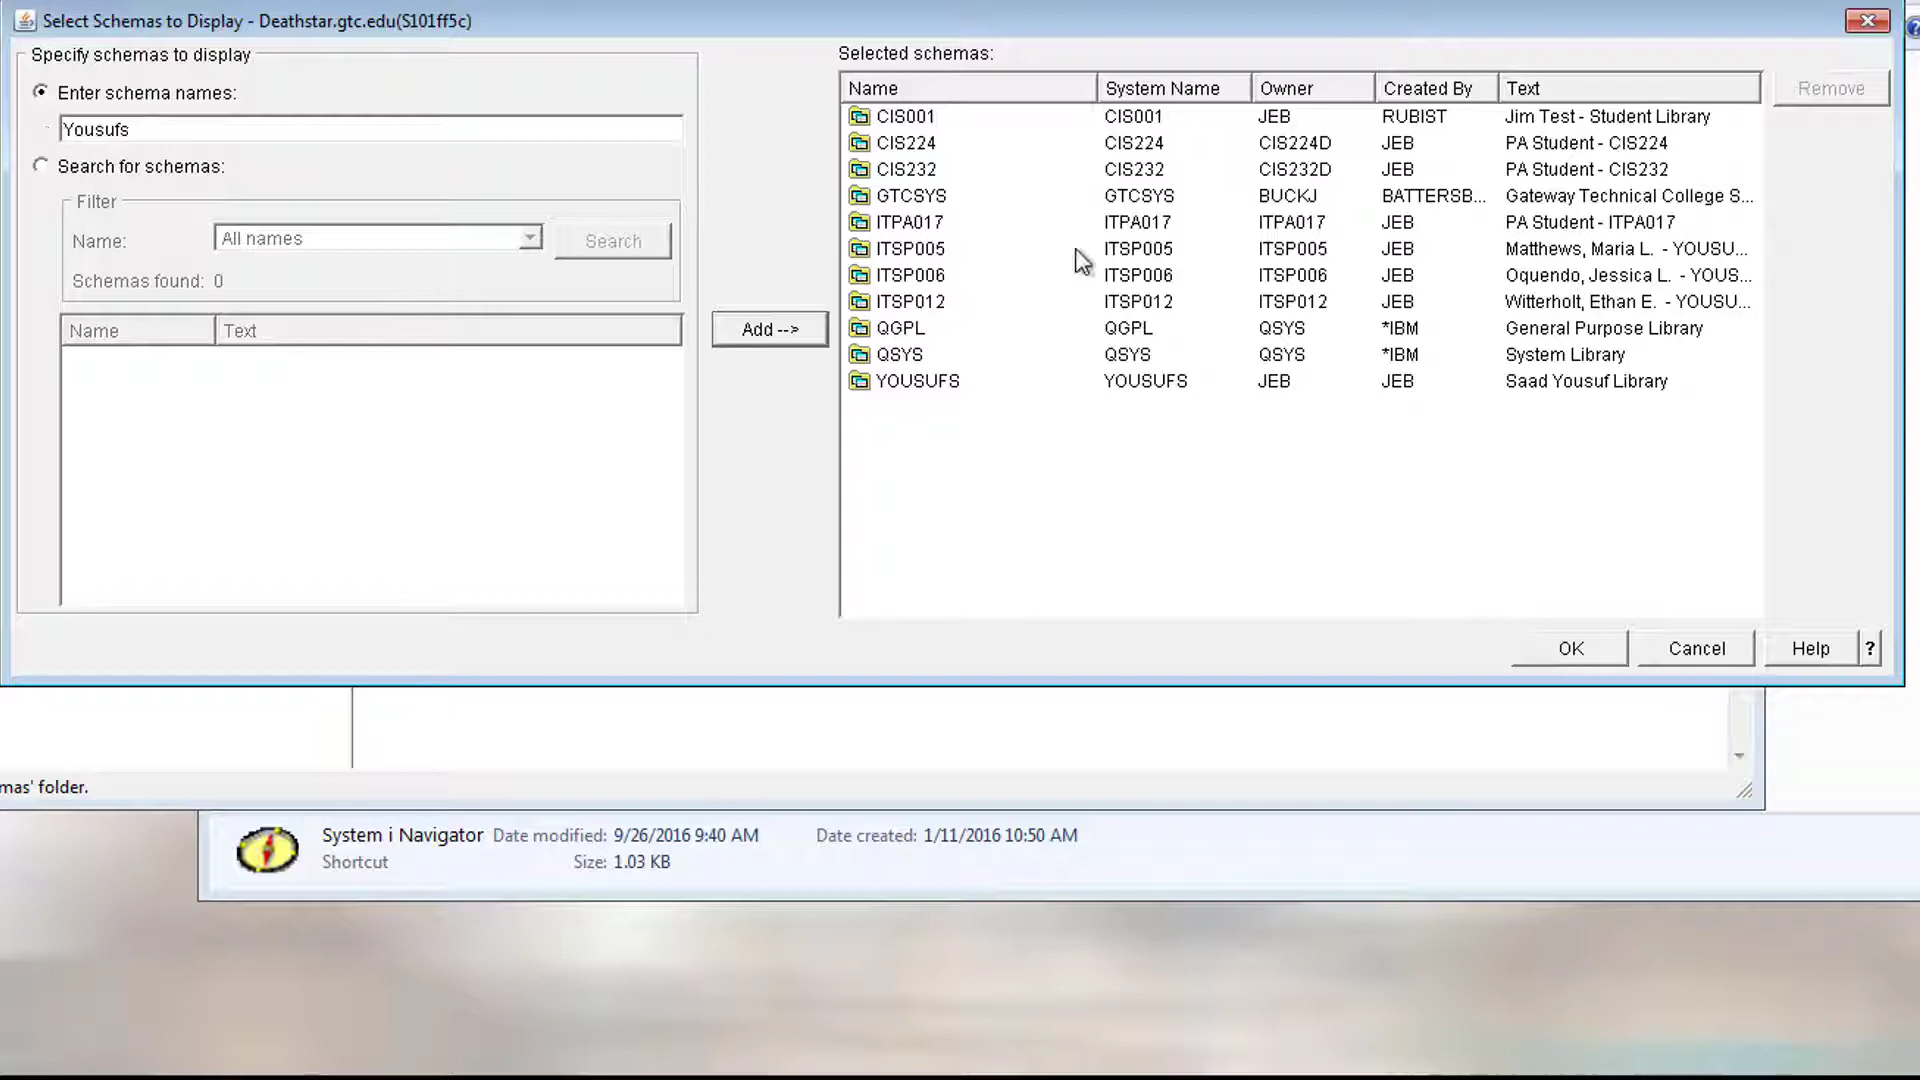 Select Schemas to Display - Deathstar.gtc.edu(S101ff5c)
Specify schemas to display
Enter schema names:
Yousufs
Search for schemas:
Filter
Name: All names Search
Schemas found: 0
Name Text
Add -->
Selected schemas:
Name System Name Owner Created By Text
CIS001 CIS001 JEB RUBIST Jim Test - Student Library
CIS224 CIS224 CIS224D JEB PA Student - CIS224
CIS232 CIS232 CIS232D JEB PA Student - CIS232
GTCSYS GTCSYS BUCKJ BATTERSB... Gateway Technical College S...
ITPA017 ITPA017 ITPA017 JEB PA Student - ITPA017
ITSP005 ITSP005 ITSP005 JEB Matthews, Maria L. - YOUSU...
ITSP006 ITSP006 ITSP006 JEB Oquendo, Jessica L. - YOUS...
ITSP012 ITSP012 ITSP012 JEB Witterholt, Ethan E. - YOUSU...
QGPL QGPL QSYS *IBM General Purpose Library
QSYS QSYS QSYS *IBM System Library
YOUSUFS YOUSUFS JEB JEB Saad Yousuf Library
Remove
OK Cancel Help ?
mas' folder.
System i Navigator Date modified: 9/26/2016 9:40 AM Date created: 1/11/2016 10:50 AM
Shortcut Size: 1.03 KB